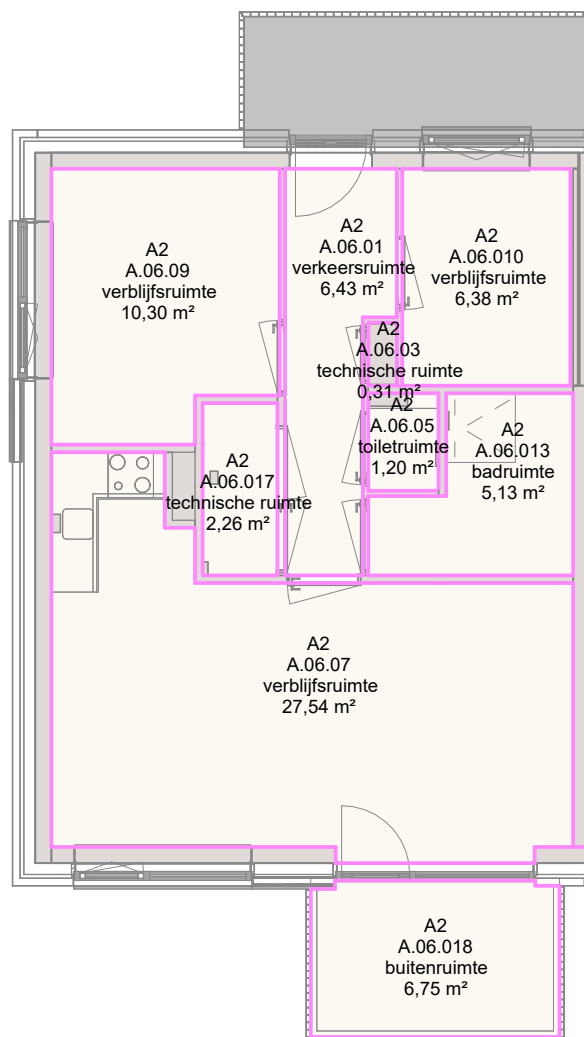 A2
A.06.09
verblijfsruimte
10,30 m²
A2
A.06.01
verkeersruimte
6,43 m²
A2
A.06.010
verblijfsruimte
6,38 m²
A2
A.06.03
technische ruimte
0,31 m²
A2
A.06.05
toiletruimte
1,20 m²
A2
A.06.013
badruimte
5,13 m²
A2
A.06.017
technische ruimte
2,26 m²
A2
A.06.07
verblijfsruimte
27,54 m²
A2
A.06.018
buitenruimte
6,75 m²